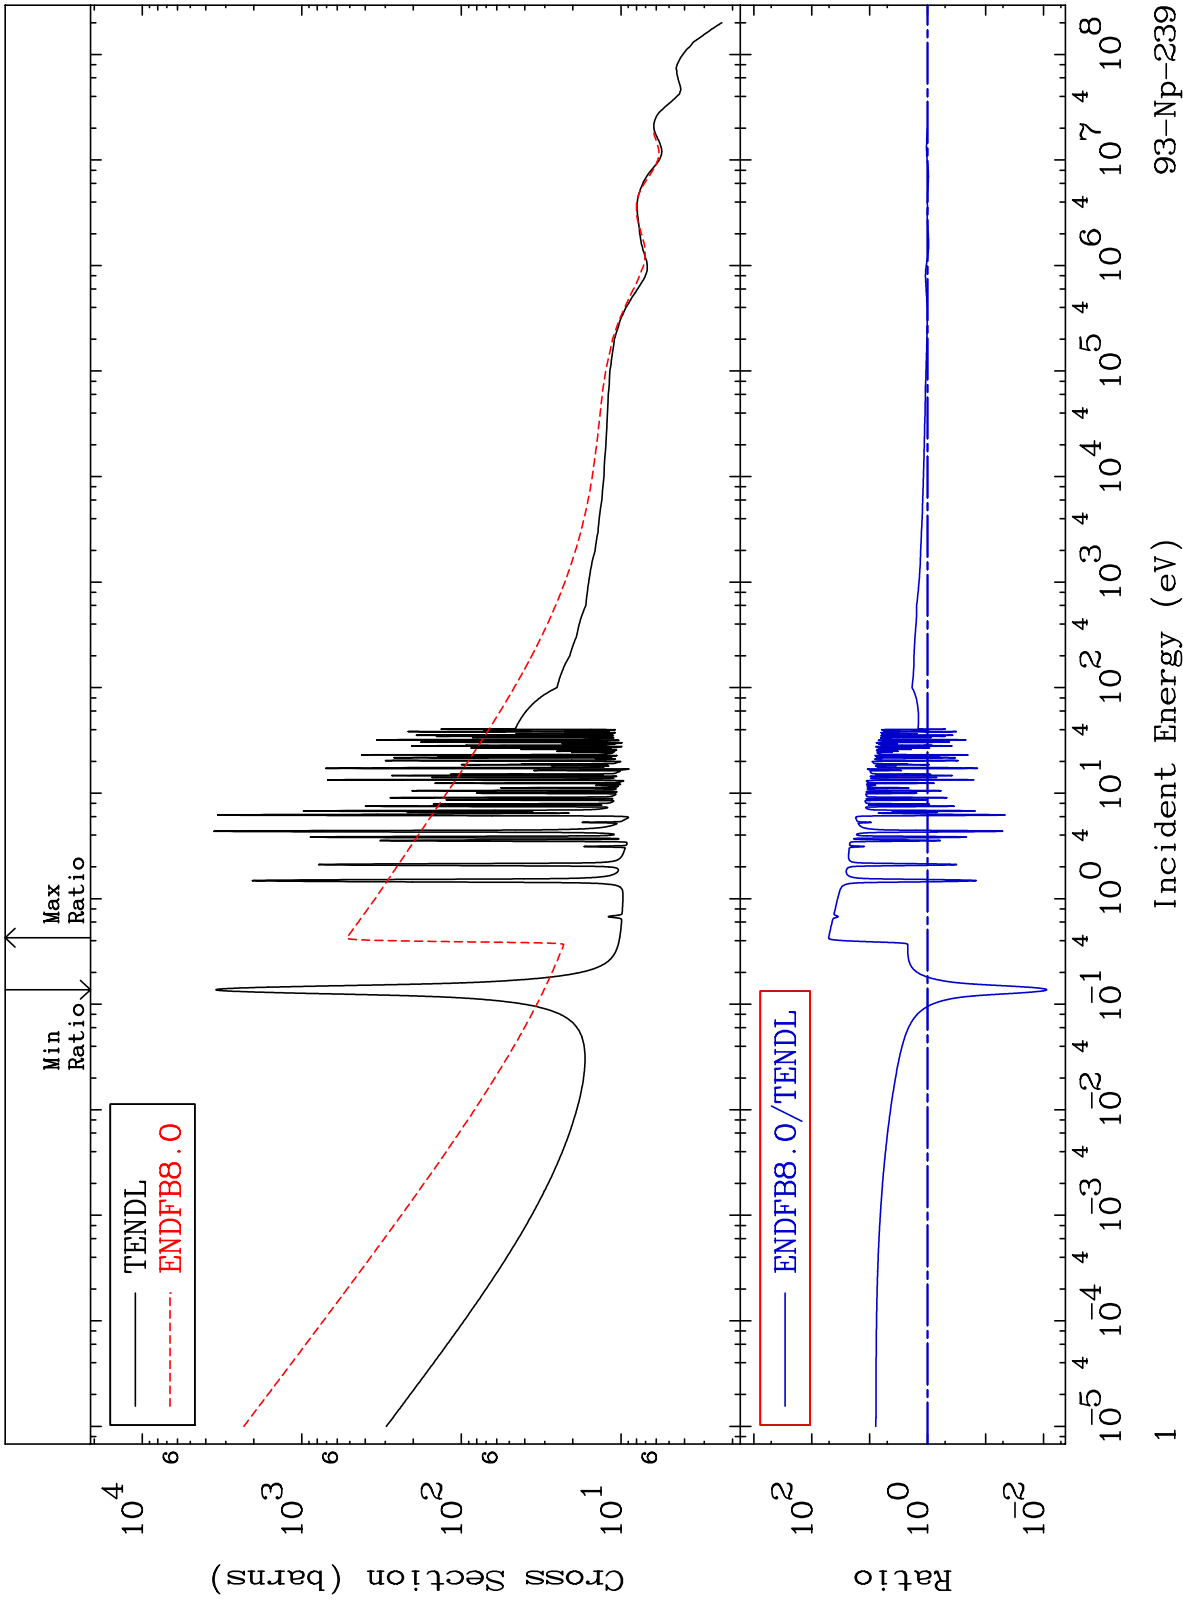 Min
Ratio
Max
Ratio
TENDL
ENDFB8.0
10^4
6
10^3
6
10^2
6
10^1
Cross Section (barns)
ENDFB8.0/TENDL
10^2
10^0
10^-2
Ratio
10^-5 4 10^-4 4 10^-3 4 10^-2 4 10^-1 4 10^0 4 10^1 4 10^2 4 10^3 4 10^4 4 10^5 4 10^6 4 10^7 4 10^8
1
Incident Energy (eV)
93-Np-239